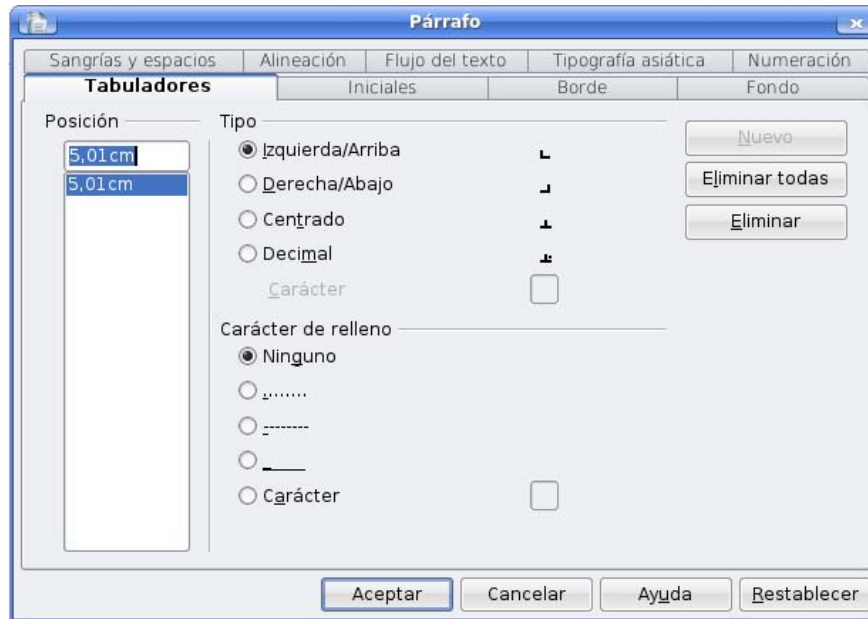 Párrafo
Sangrías y espacios Alineación Flujo del texto Tipografía asiática Numeración
Tabuladores Iniciales Borde Fondo
Posición
5,01cm
5,01cm
Tipo
Izquierda/Arriba
Derecha/Abajo
Centrado
Decimal
Carácter
Carácter de relleno
Ninguno
.......
--------
_____
Carácter
Nuevo
Eliminar todas
Eliminar
Aceptar Cancelar Ayuda Restablecer